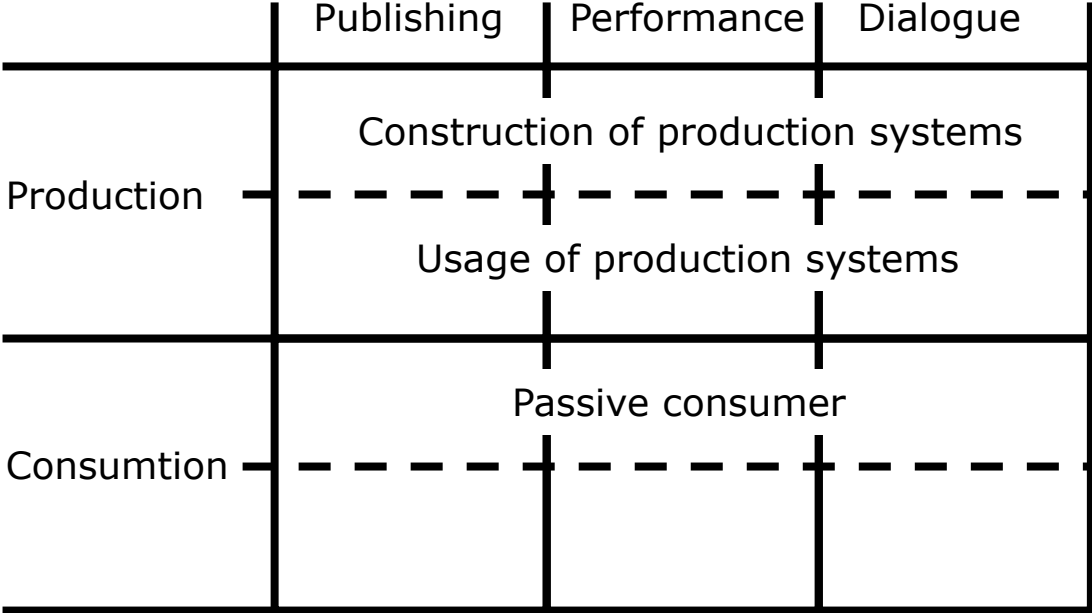 Publishing Performance Dialogue
Construction of production systems
Production
Usage of production systems
Passive consumer
Consumtion